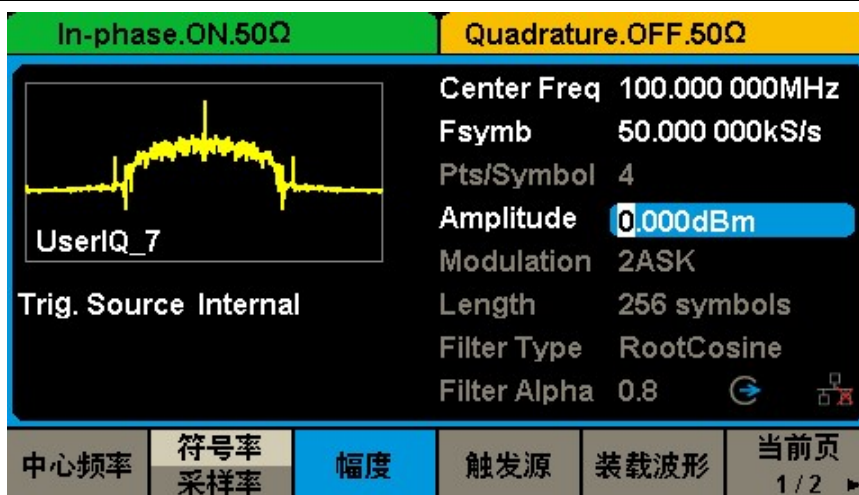 In-phase.ON.50Ω
Quadrature.OFF.50Ω
UserIQ_7
Trig. Source Internal
Center Freq 100.000 000MHz
Fsymb 50.000 000kS/s
Pts/Symbol 4
Amplitude 0.000dBm
Modulation 2ASK
Length 256 symbols
Filter Type RootCosine
Filter Alpha 0.8
中心频率
符号率
采样率
幅度
触发源
装载波形
当前页
1/2